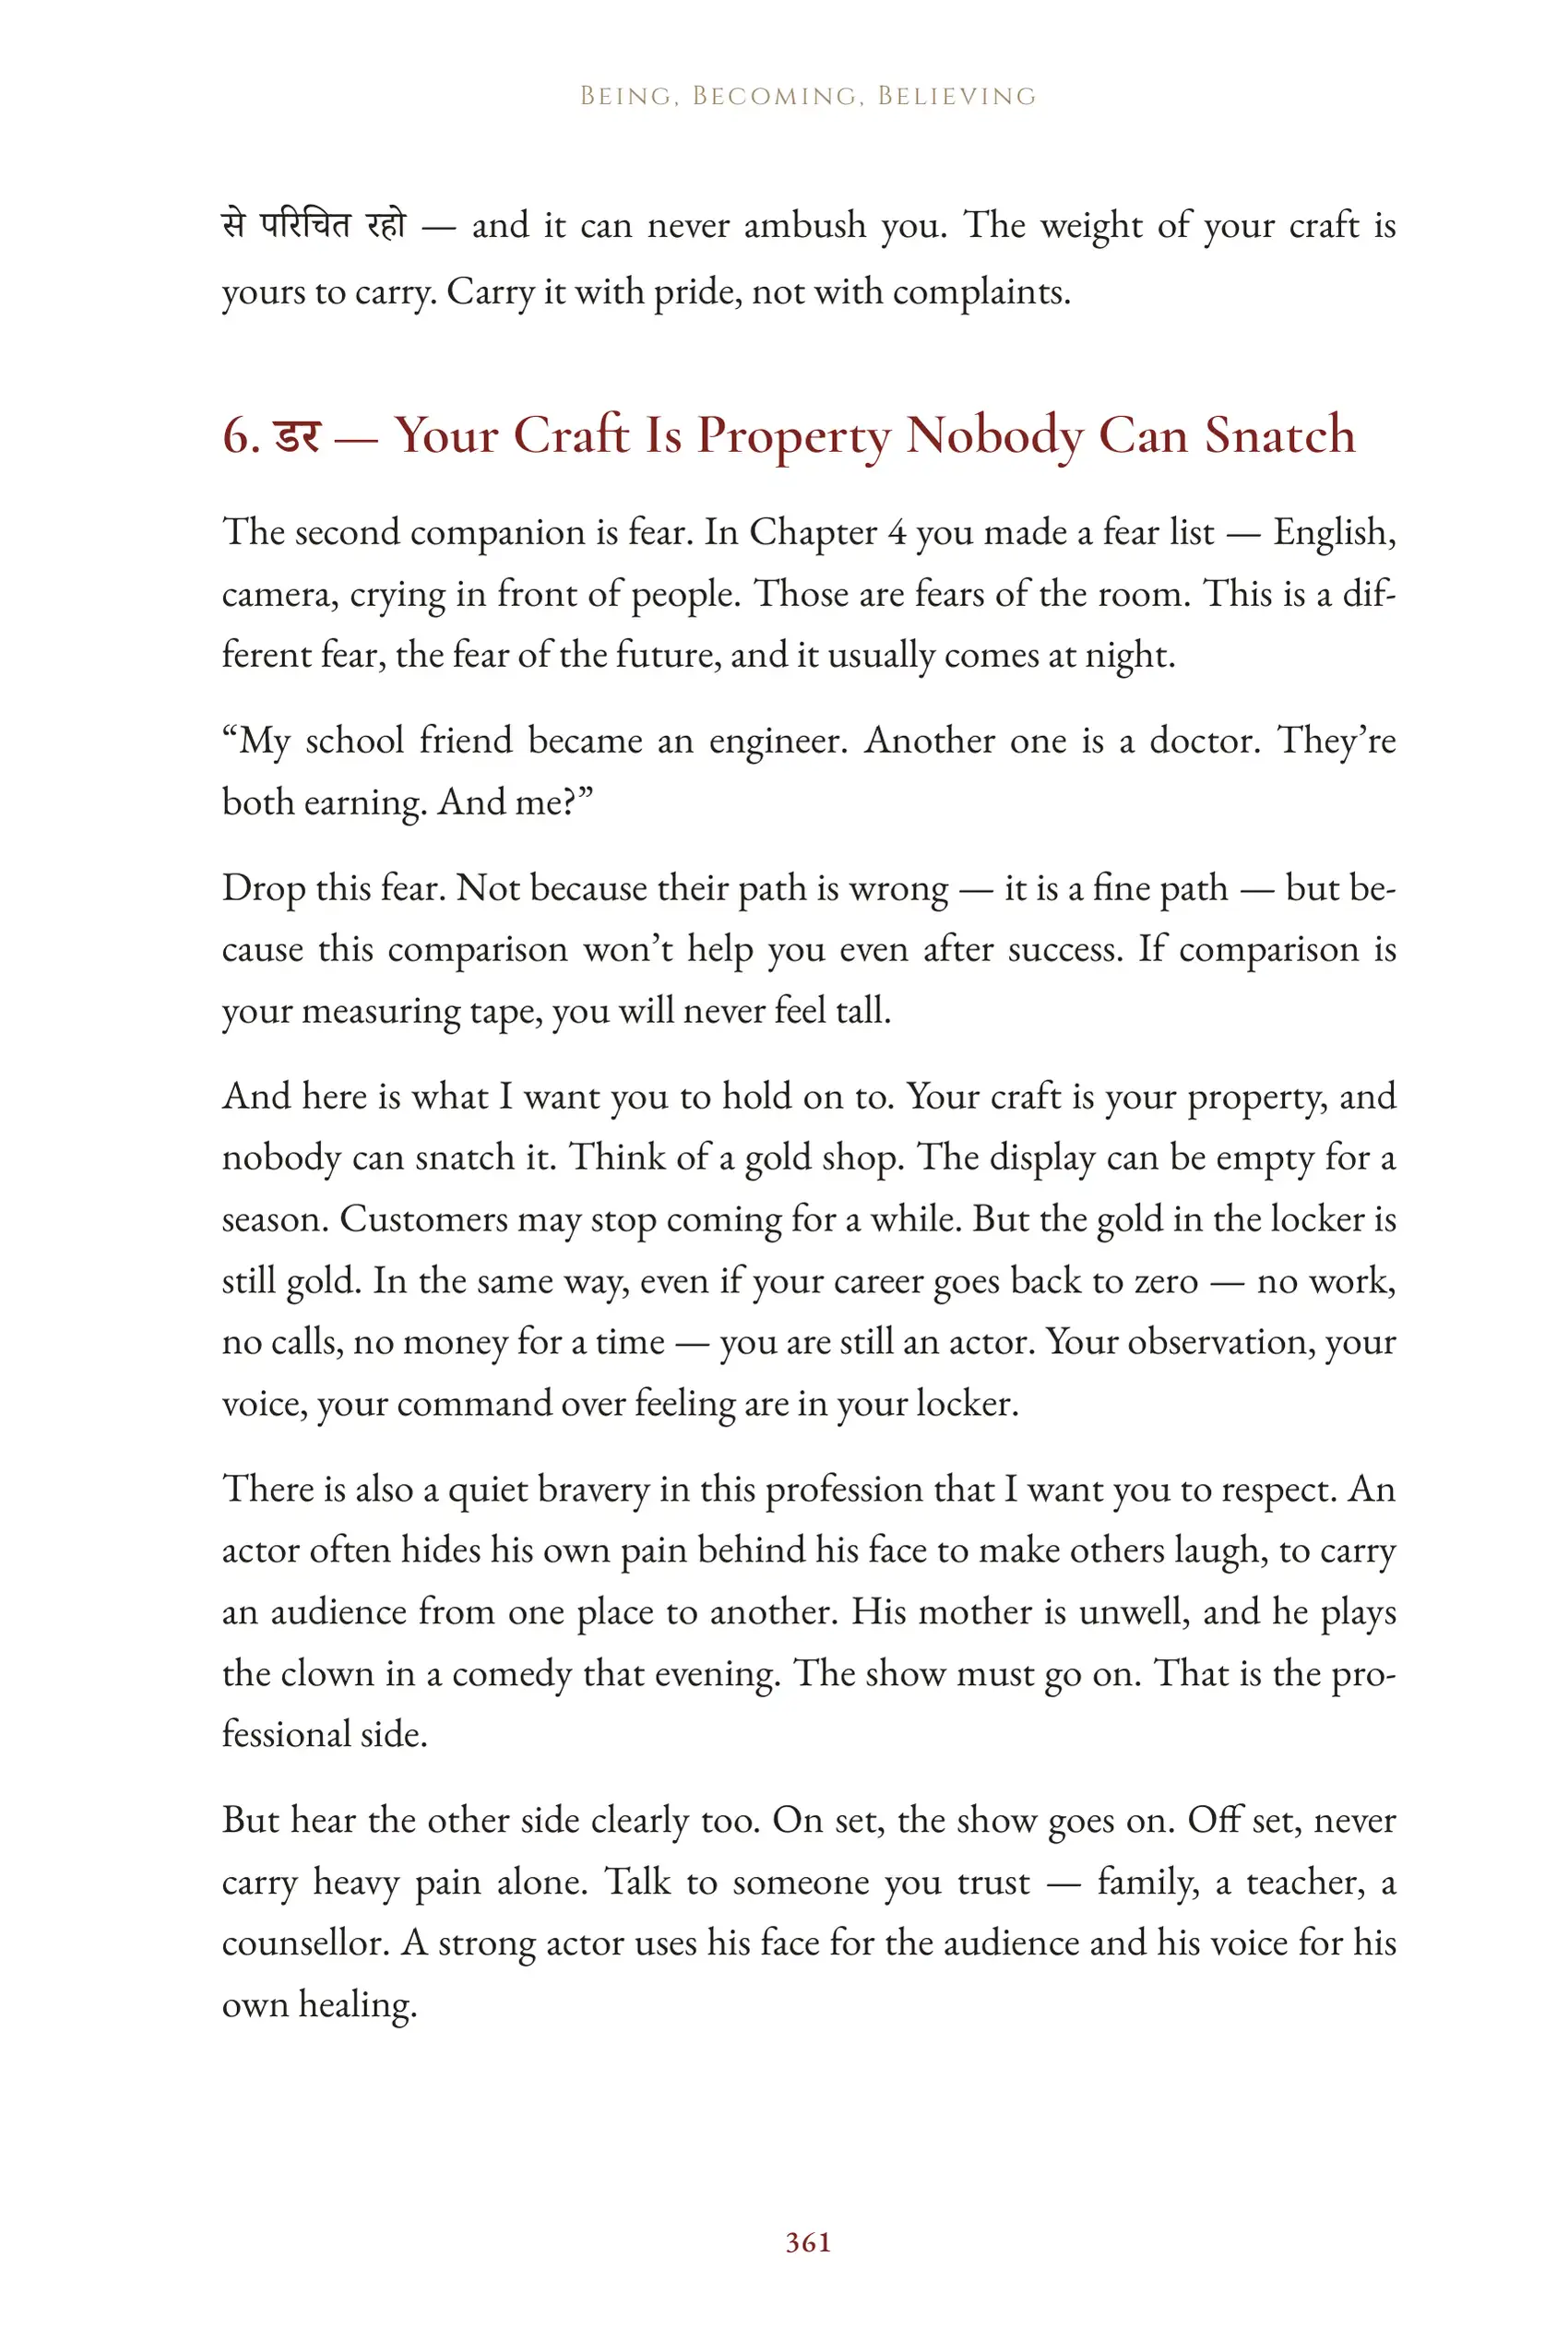 Being, Becoming, Believing
से परिचित रहो — and it can never ambush you. The weight of your craft is
yours to carry. Carry it with pride, not with complaints.
6. डर — Your Craft Is Property Nobody Can Snatch
The second companion is fear. In Chapter 4 you made a fear list — English,
camera, crying in front of people. Those are fears of the room. This is a dif-
ferent fear, the fear of the future, and it usually comes at night.
“My school friend became an engineer. Another one is a doctor. They’re
both earning. And me?”
Drop this fear. Not because their path is wrong — it is a fine path — but be-
cause this comparison won’t help you even after success. If comparison is
your measuring tape, you will never feel tall.
And here is what I want you to hold on to. Your craft is your property, and
nobody can snatch it. Think of a gold shop. The display can be empty for a
season. Customers may stop coming for a while. But the gold in the locker is
still gold. In the same way, even if your career goes back to zero — no work,
no calls, no money for a time — you are still an actor. Your observation, your
voice, your command over feeling are in your locker.
There is also a quiet bravery in this profession that I want you to respect. An
actor often hides his own pain behind his face to make others laugh, to carry
an audience from one place to another. His mother is unwell, and he plays
the clown in a comedy that evening. The show must go on. That is the pro-
fessional side.
But hear the other side clearly too. On set, the show goes on. Off set, never
carry heavy pain alone. Talk to someone you trust — family, a teacher, a
counsellor. A strong actor uses his face for the audience and his voice for his
own healing.
361